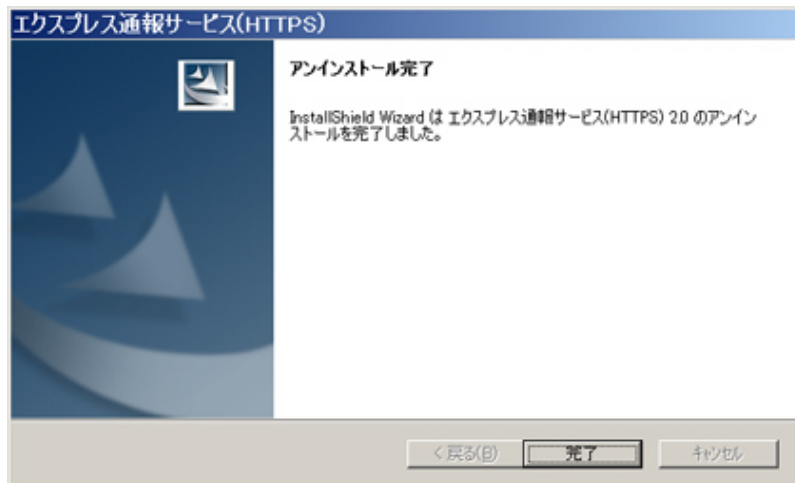 エクスプレス通報サービス(HTTPS)
アンインストール完了
InstallShield Wizard は エクスプレス通報サービス(HTTPS) 2.0 のアンイン
ストールを完了しました。
< 戻る(B)
完了
キャンセル